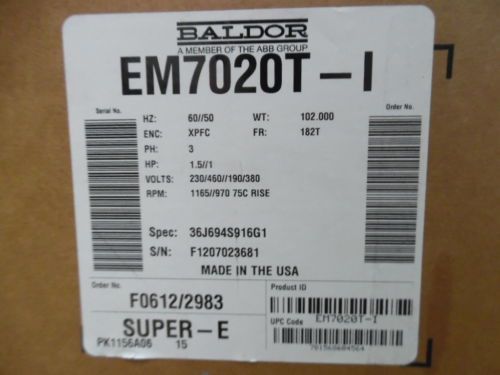 BALDOR
A MEMBER OF THE ABB GROUP
EM7020T-I
Serial No.
Order No.
HZ: 60//50 WT: 102.000
ENC: XPFC FR: 182T
PH: 3
HP: 1.5//1
VOLTS: 230/460//190/380
RPM: 1165//970 75C RISE
Spec: 36J694S916G1
S/N: F1207023681
MADE IN THE USA
Order No.
F0612/2983
Product ID
EM7020T-I
UPC Code
781568684564
SUPER-E
PK1156A06 15